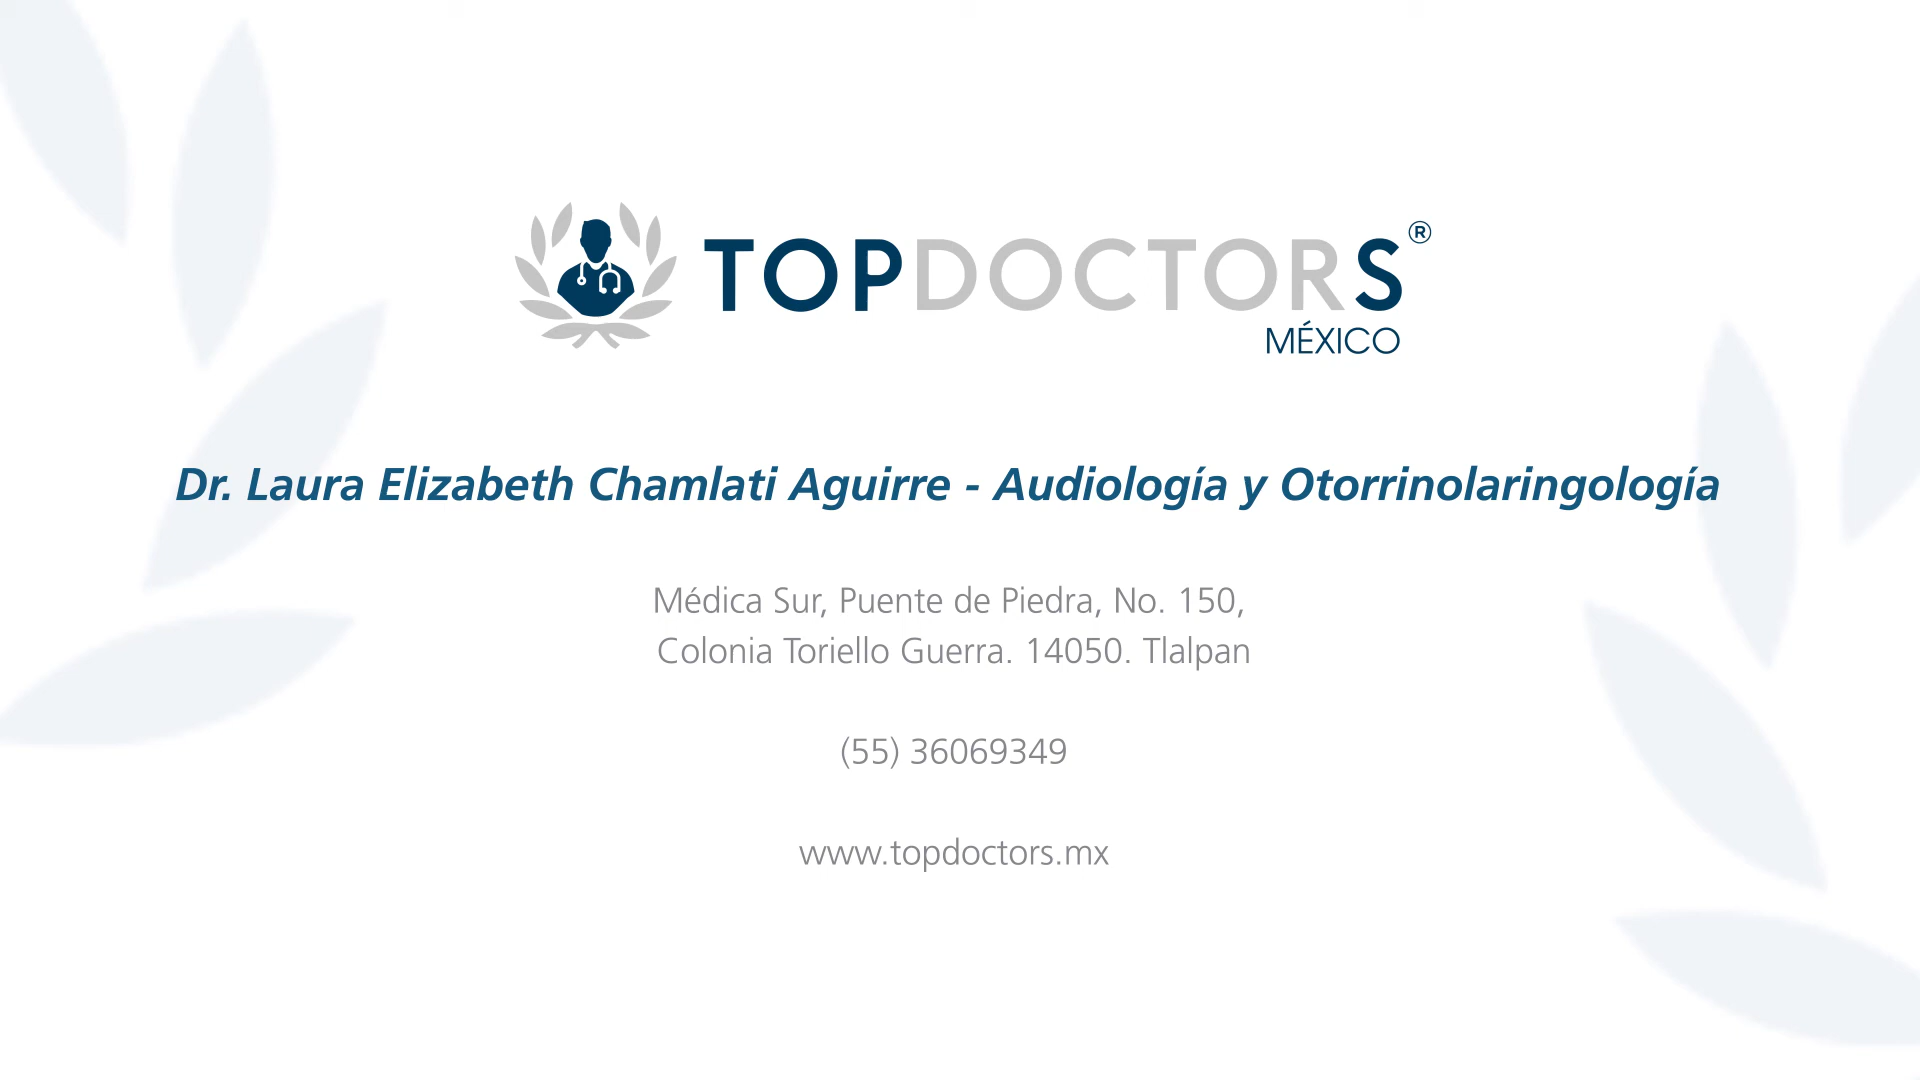 TOPDOCTORS®
MÉXICO
Dr. Laura Elizabeth Chamlati Aguirre - Audiología y Otorrinolaringología
Médica Sur, Puente de Piedra, No. 150,
Colonia Toriello Guerra. 14050. Tlalpan
(55) 36069349
www.topdoctors.mx